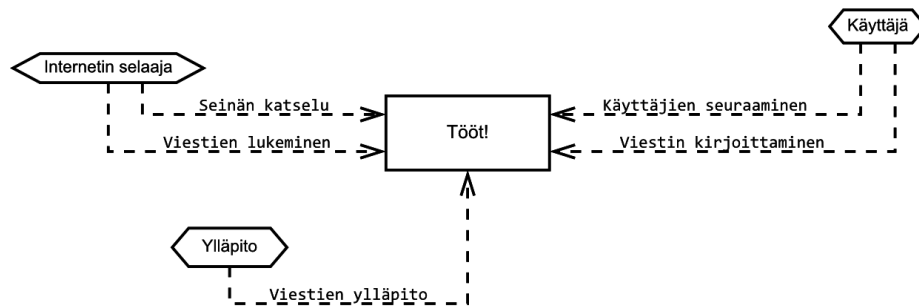 Käyttäjä
Internetin selaaja
Seinän katselu
Käyttäjien seuraaminen
Tööt!
Viestien lukeminen
Viestin kirjoittaminen
Ylläpito
Viestien ylläpito